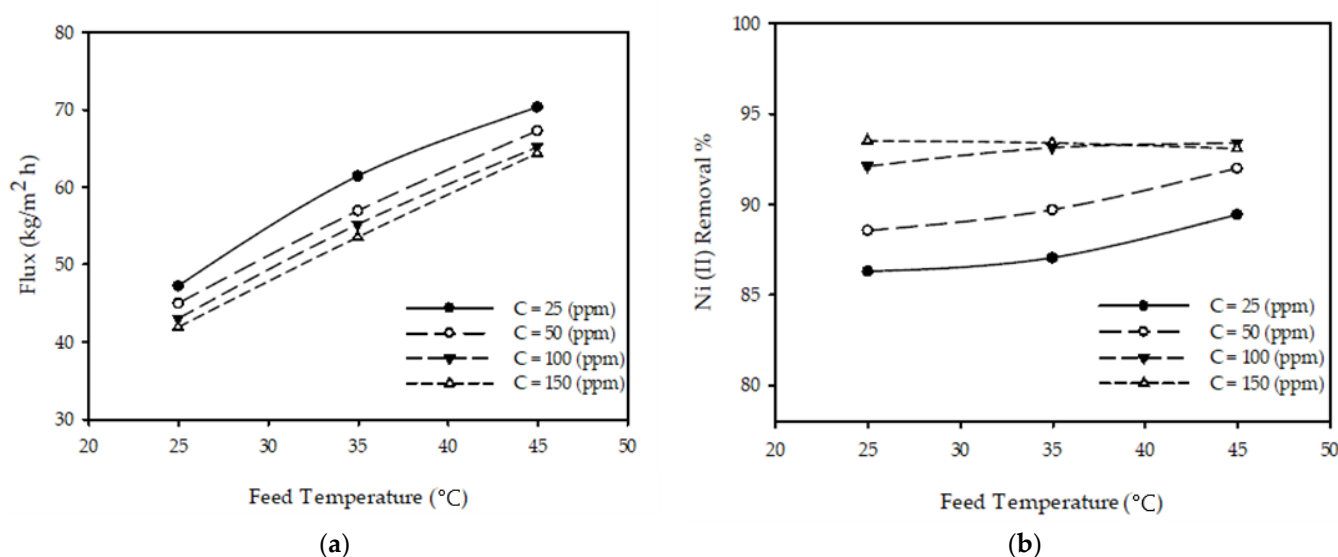 80
70
60
50
40
30
20 25 30 35 40 45 50
Flux (kg/m² h)
Feed Temperature (°C)
C = 25 (ppm)
C = 50 (ppm)
C = 100 (ppm)
C = 150 (ppm)
(a)
100
95
90
85
80
20 25 30 35 40 45 50
Ni (II) Removal %
Feed Temperature (°C)
C = 25 (ppm)
C = 50 (ppm)
C = 100 (ppm)
C = 150 (ppm)
(b)